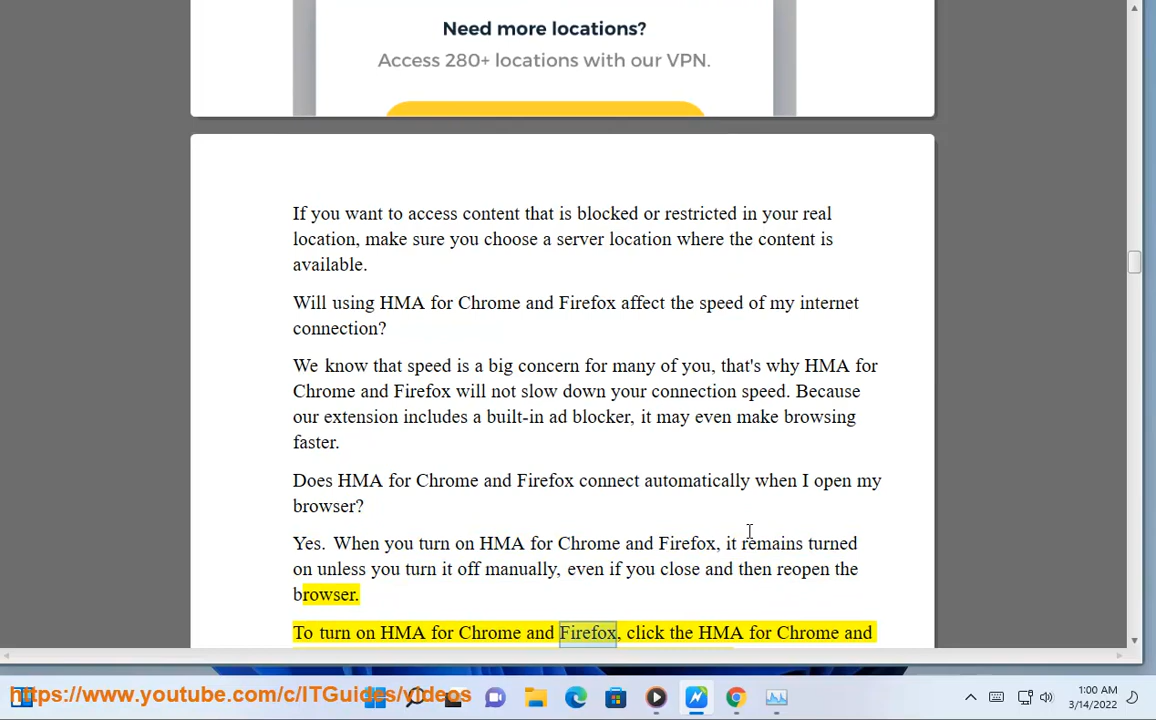 Need more locations?
Access 280+ locations with our VPN.
If you want to access content that is blocked or restricted in your real
location, make sure you choose a server location where the content is
available.
Will using HMA for Chrome and Firefox affect the speed of my internet
connection?
We know that speed is a big concern for many of you, that's why HMA for
Chrome and Firefox will not slow down your connection speed. Because
our extension includes a built-in ad blocker, it may even make browsing
faster.
Does HMA for Chrome and Firefox connect automatically when I open my
browser?
Yes. When you turn on HMA for Chrome and Firefox, it remains turned
on unless you turn it off manually, even if you close and then reopen the
browser.
To turn on HMA for Chrome and Firefox, click the HMA for Chrome and
https://www.youtube.com/c/ITGuides/videos
1:00 AM
3/14/2022